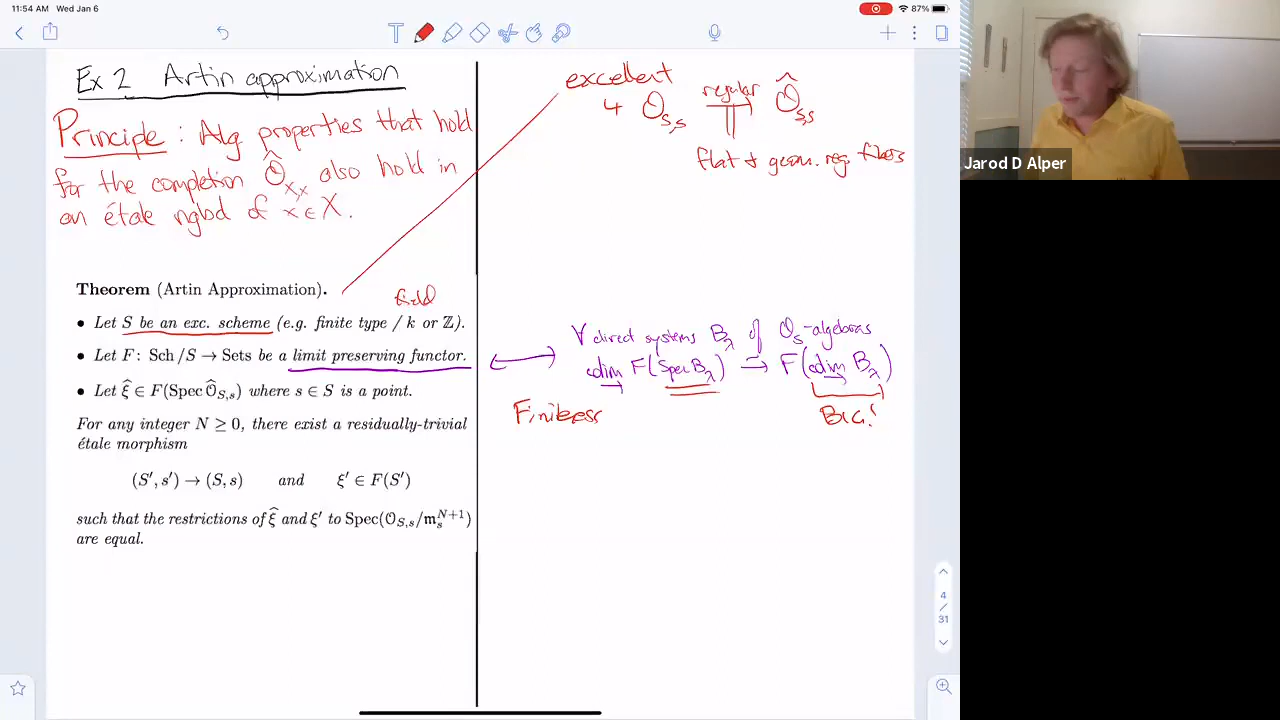 11:54 AM Wed Jan 6
87%
Ex 2 Artin approximation
Principle: Alg properties that hold
for the completion Ô_{X,x} also hold in
an étale ngbd of x ∈ X.
excellent
↳ O_{S,s} →regular Ô_{S,s}
flat & geom. reg fibers
Theorem (Artin Approximation).
field
• Let S be an exc. scheme (e.g. finite type / k or ℤ).
• Let F: Sch/S → Sets be a limit preserving functor.
• Let ξ̂ ∈ F(Spec Ô_{S,s}) where s ∈ S is a point.
For any integer N ≥ 0, there exist a residually-trivial
étale morphism
(S′, s′) → (S, s) and ξ′ ∈ F(S′)
such that the restrictions of ξ̂ and ξ′ to Spec(O_{S,s}/𝔪_s^{N+1})
are equal.
∀ direct systems B_λ of O_S-algebras
colim F(Spec B_λ) → F(colim B_λ)
Finiteness
BIG!
Jarod D Alper
4
/
31